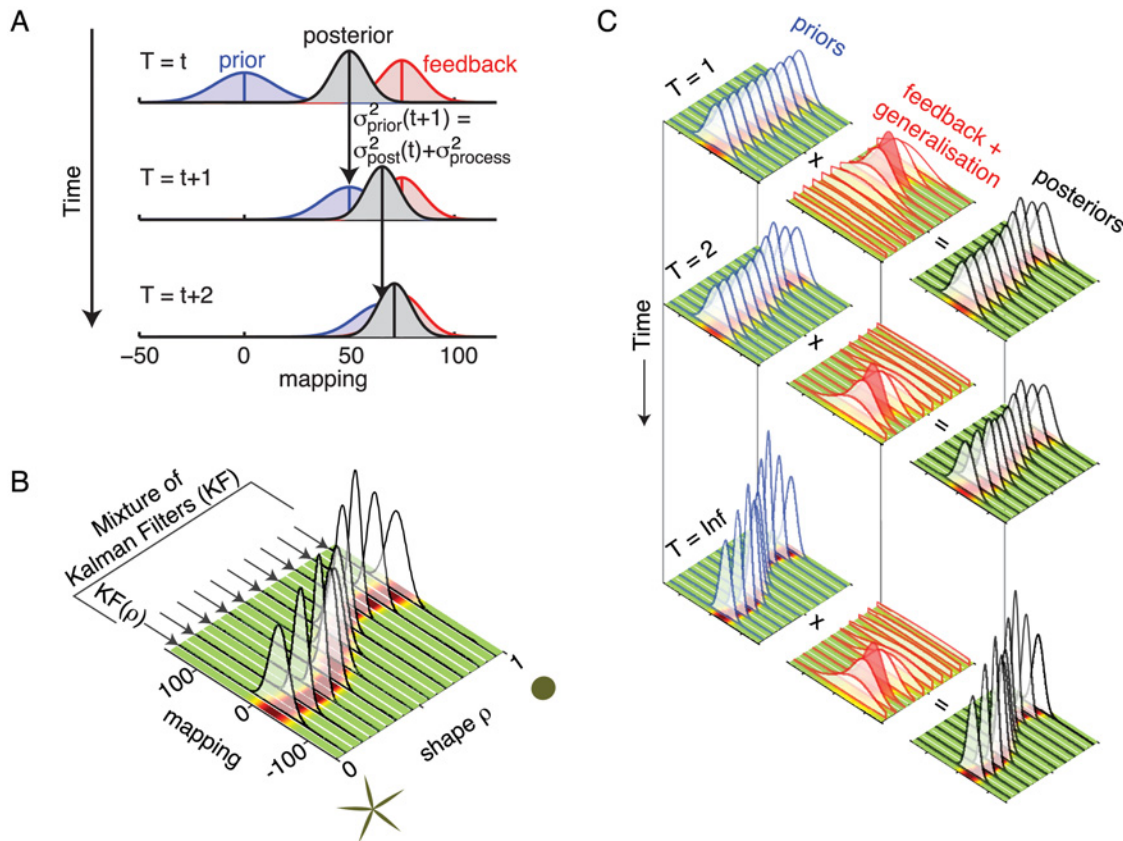 A
Time
T = t
prior
posterior
feedback
σ²prior(t+1) =
σ²post(t)+σ²process
T = t+1
T = t+2
−50
0
50
100
mapping
B
Mixture of
Kalman Filters (KF)
KF(ρ)
100
0
-100
mapping
0
1
shape ρ
C
priors
T = 1
feedback +
generalisation
posteriors
x
=
T = 2
Time
x
=
T = Inf
x
=